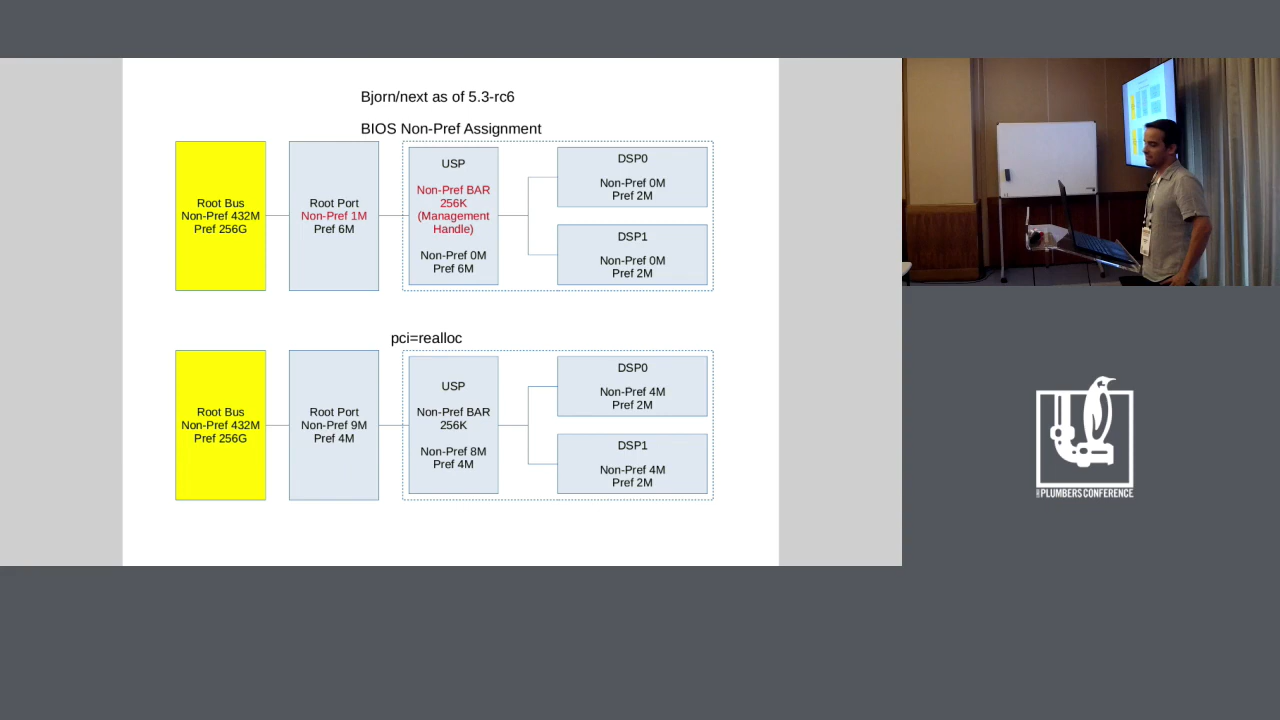 Bjorn/next as of 5.3-rc6
BIOS Non-Pref Assignment
Root Bus
Non-Pref 432M
Pref 256G
Root Port
Non-Pref 1M
Pref 6M
USP
Non-Pref BAR
256K
(Management
Handle)
Non-Pref 0M
Pref 6M
DSP0
Non-Pref 0M
Pref 2M
DSP1
Non-Pref 0M
Pref 2M
pci=realloc
Root Bus
Non-Pref 432M
Pref 256G
Root Port
Non-Pref 9M
Pref 4M
USP
Non-Pref BAR
256K
Non-Pref 8M
Pref 4M
DSP0
Non-Pref 4M
Pref 2M
DSP1
Non-Pref 4M
Pref 2M
PLUMBERS CONFERENCE